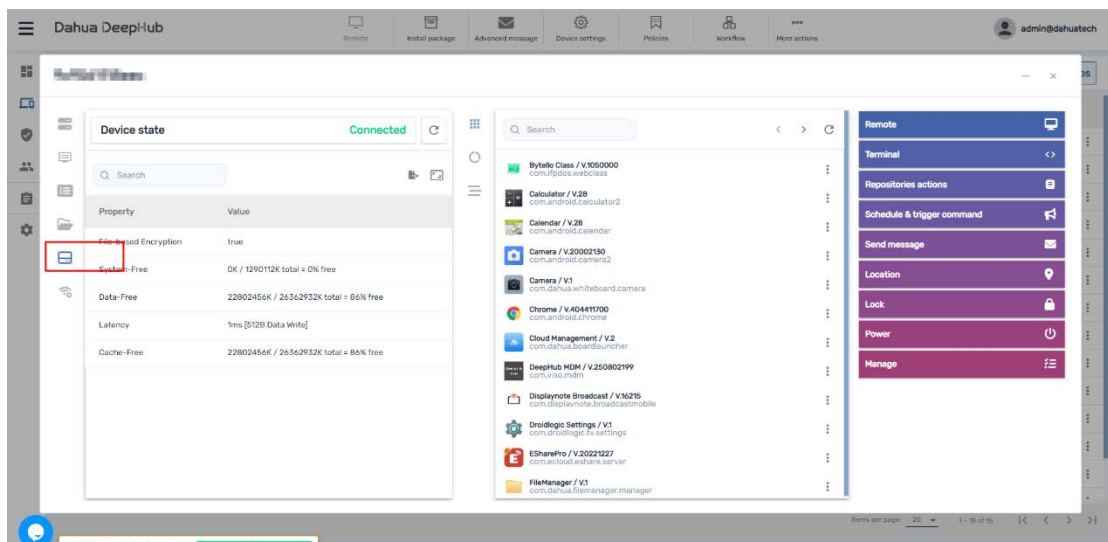 Dahua DeepHub
Remote
Install package
Advanced message
Device settings
Policies
Workflow
More actions
admin@dahuatech
Device state
Connected
Search
Property Value
File-based Encryption true
System-Free 0K / 1290112K total = 0% free
Data-Free 22802456K / 26362932K total = 86% free
Latency 1ms [512B Data Write]
Cache-Free 22802456K / 26362932K total = 86% free
Search
Bytello Class / V.1050000
com.ifpdos.webclass
Calculator / V.28
com.android.calculator2
Calendar / V.28
com.android.calendar
Camera / V.20002130
com.android.camera2
Camera / V.1
com.dahua.whiteboard.camera
Chrome / V.404411700
com.android.chrome
Cloud Management / V.2
com.dahua.boardlauncher
DeepHub MDM / V.250802199
com.viso.mdm
Displaynote Broadcast / V.16215
com.displaynote.broadcastmobile
Droidlogic Settings / V.1
com.droidlogic.tv.settings
ESharePro / V.20221227
com.ecloud.eshare.server
FileManager / V.1
com.dahua.filemanager.manager
Remote
Terminal
Repositories actions
Schedule & trigger command
Send message
Location
Lock
Power
Manage
Items per page: 20 1 – 15 of 15